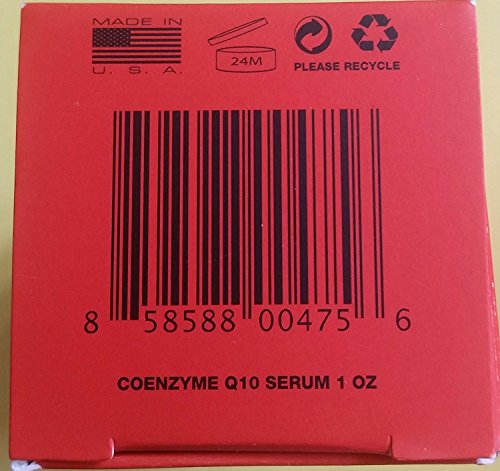 MADE IN
U. S. A.
24M
PLEASE RECYCLE
8 58588 00475 6
COENZYME Q10 SERUM 1 OZ